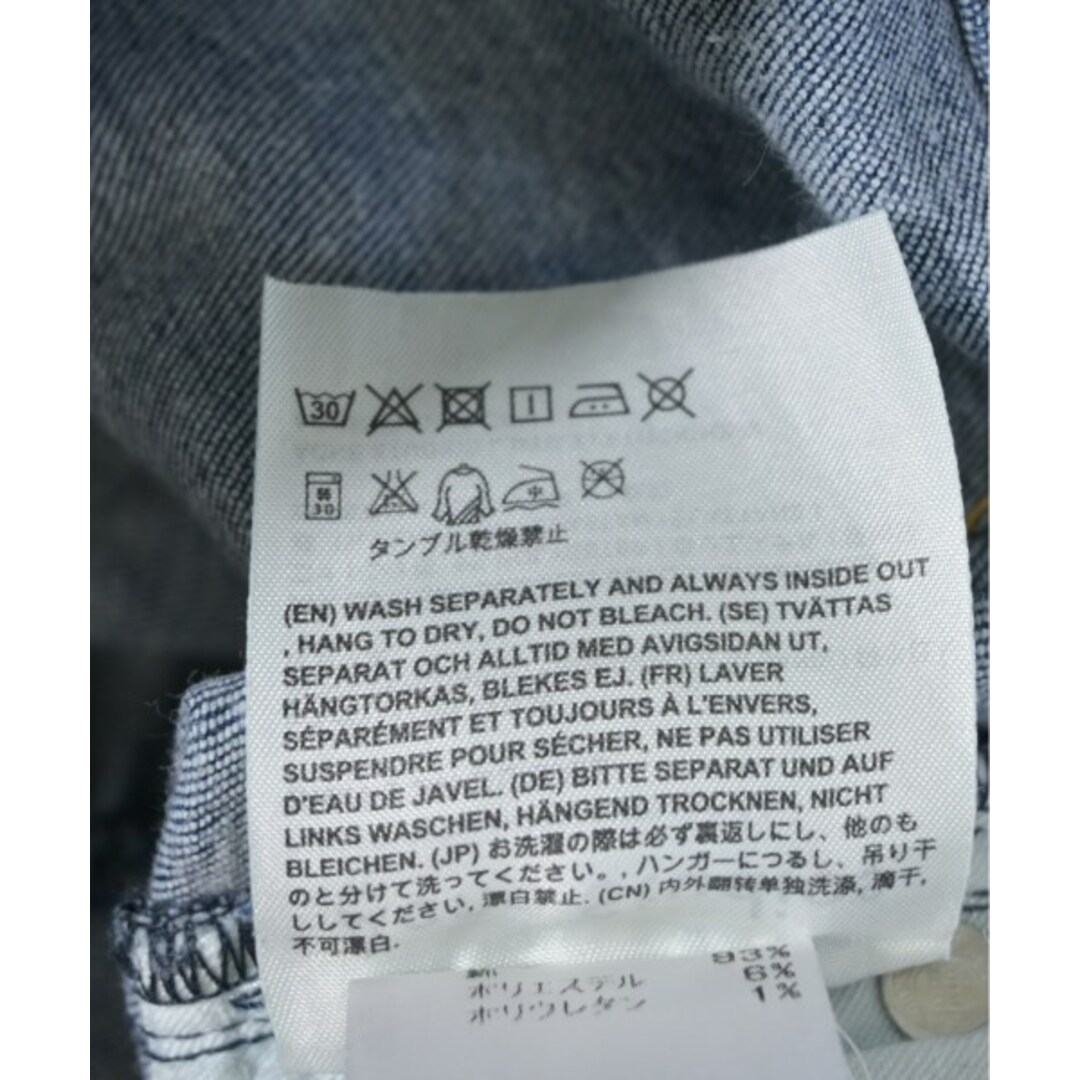 30
30
中
タンブル乾燥禁止
(EN) WASH SEPARATELY AND ALWAYS INSIDE OUT
, HANG TO DRY, DO NOT BLEACH. (SE) TVÄTTAS
SEPARAT OCH ALLTID MED AVIGSIDAN UT,
HÄNGTORKAS, BLEKES EJ. (FR) LAVER
SÉPARÉMENT ET TOUJOURS À L'ENVERS,
SUSPENDRE POUR SÉCHER, NE PAS UTILISER
D'EAU DE JAVEL. (DE) BITTE SEPARAT UND AUF
LINKS WASCHEN, HÄNGEND TROCKNEN, NICHT
BLEICHEN. (JP) お洗濯の際は必ず裏返しにし、他のも
のと分けて洗ってください。, ハンガーにつるし、吊り干
ししてください, 漂白禁止. (CN) 内外翻转单独洗涤, 滴干,
不可漂白.
93%
ポリエステル 6%
ポリウレタン 1%